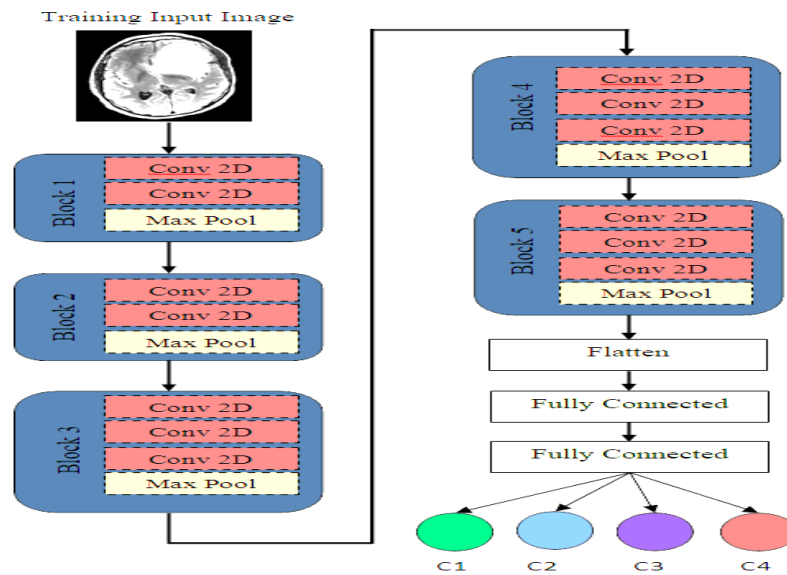 Training Input Image
Block 1
Conv 2D
Conv 2D
Max Pool
Block 2
Conv 2D
Conv 2D
Max Pool
Block 3
Conv 2D
Conv 2D
Conv 2D
Max Pool
Block 4
Conv 2D
Conv 2D
Conv 2D
Max Pool
Block 5
Conv 2D
Conv 2D
Conv 2D
Max Pool
Flatten
Fully Connected
Fully Connected
C1 C2 C3 C4